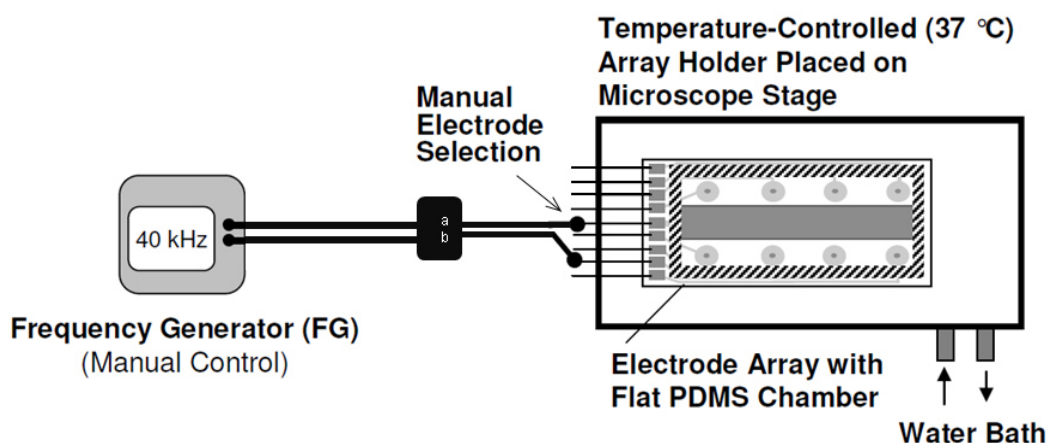 Temperature-Controlled (37 °C)
Array Holder Placed on
Microscope Stage
Manual
Electrode
Selection
a
b
40 kHz
Frequency Generator (FG)
(Manual Control)
Electrode Array with
Flat PDMS Chamber
Water Bath